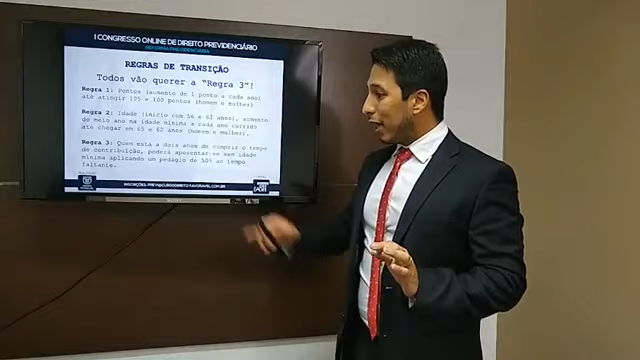 I CONGRESSO ONLINE DE DIREITO PREVIDENCIÁRIO
REFORMA PREVIDENCIÁRIA
REGRAS DE TRANSIÇÃO
Todos vão querer a "Regra 3"!
Regra 1: Pontos (aumento de 1 ponto a cada ano)
até atingir 105 e 100 pontos (homem e mulher)
Regra 2: Idade (início com 56 e 61 anos), aumento
de meio ano na idade mínima a cada ano corrido
até chegar em 65 e 62 anos (homens e mulher).
Regra 3: Quem está a dois anos de cumprir o tempo
de contribuição, poderá aposentar-se sem idade
mínima aplicando um pedágio de 50% ao tempo
faltante.